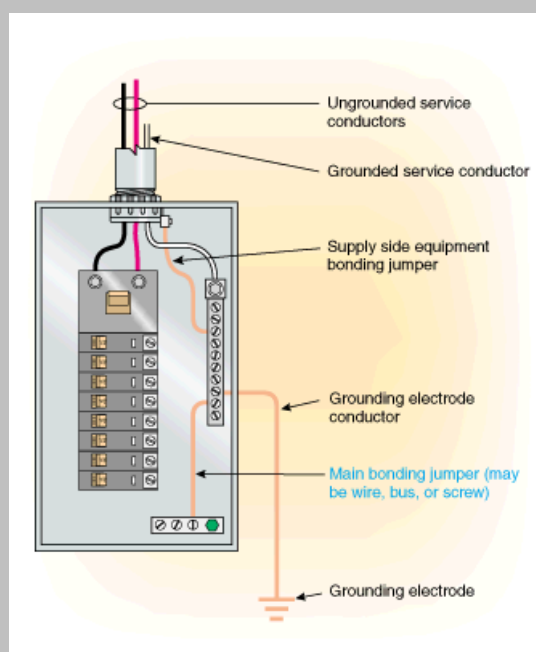 Ungrounded service
conductors
Grounded service conductor
Supply side equipment
bonding jumper
Grounding electrode
conductor
Main bonding jumper (may
be wire, bus, or screw)
Grounding electrode